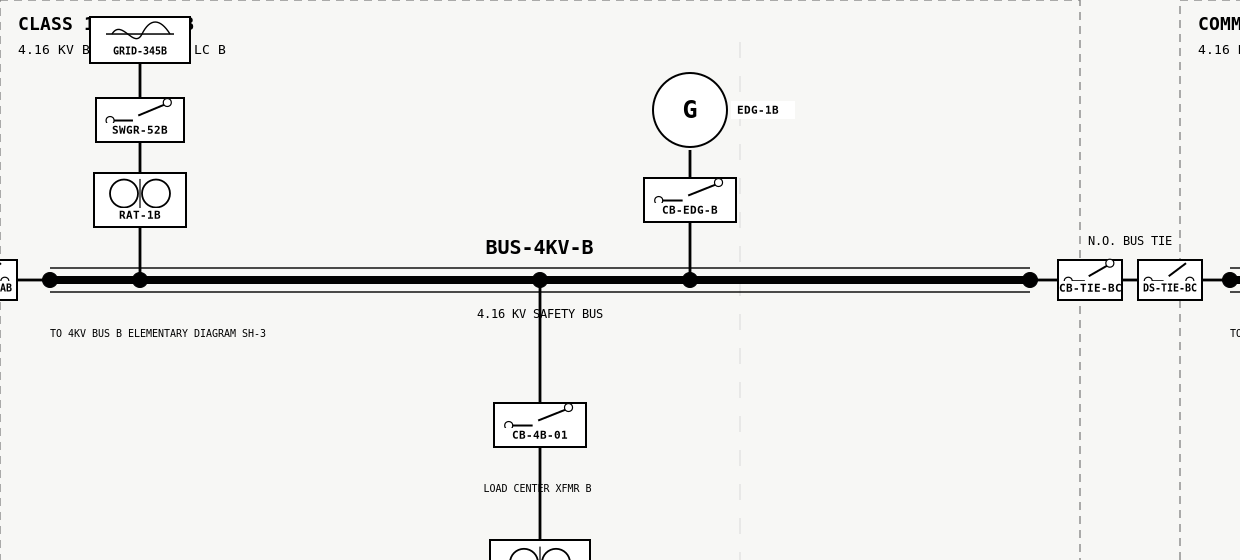 CLASS 1
COMM
GRID-345B
4.16 KV B
LC B
4.16
G
EDG-1B
SWGR-52B
CB-EDG-B
RAT-1B
BUS-4KV-B
N.O. BUS TIE
AB
CB-TIE-BC
DS-TIE-BC
4.16 KV SAFETY BUS
TO 4KV BUS B ELEMENTARY DIAGRAM SH-3
TO
CB-4B-01
LOAD CENTER XFMR B